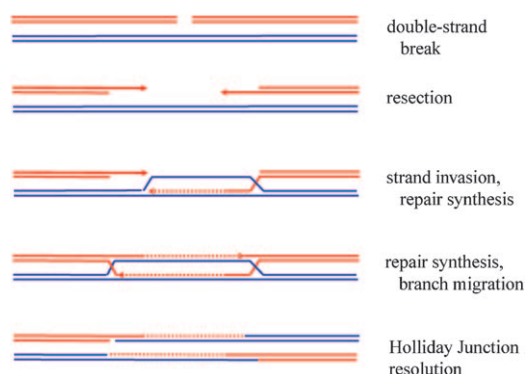 double-strand
break
resection
strand invasion,
repair synthesis
repair synthesis,
branch migration
Holliday Junction
resolution